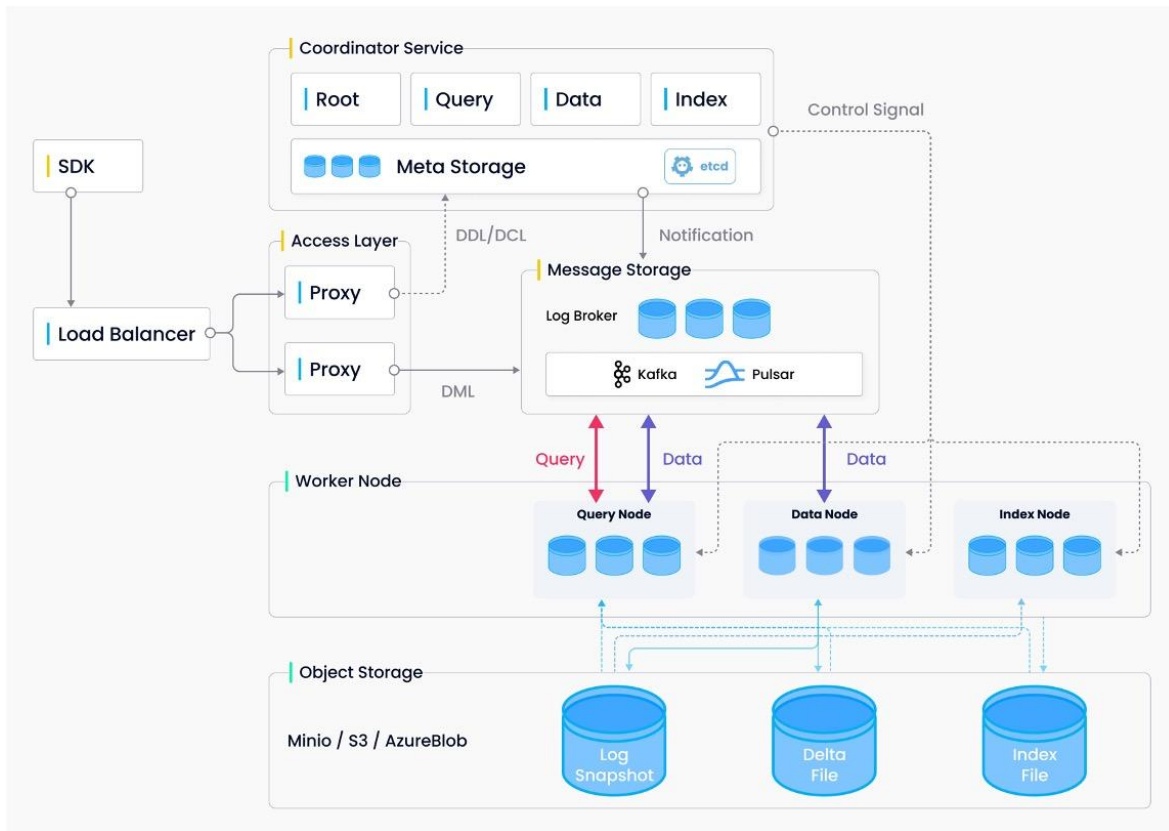 Coordinator Service
Root
Query
Data
Index
Control Signal
SDK
Meta Storage
etcd
DDL/DCL
Notification
Access Layer
Message Storage
Proxy
Log Broker
Load Balancer
Proxy
Kafka
Pulsar
DML
Query
Data
Data
Worker Node
Query Node
Data Node
Index Node
Object Storage
Minio / S3 / AzureBlob
Log
Snapshot
Delta
File
Index
File